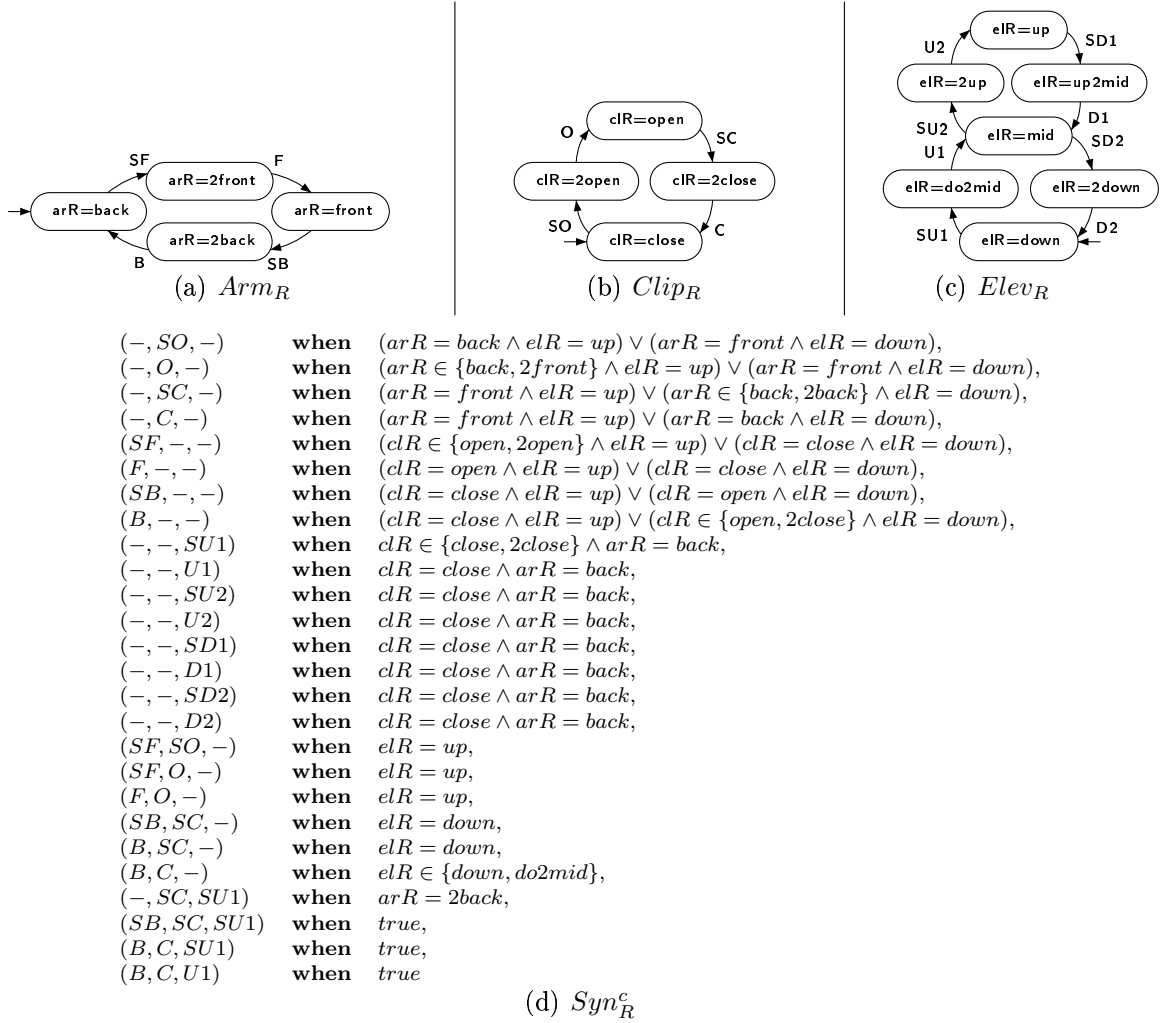 SF
F
arR=2front
arR=back
arR=front
arR=2back
B
SB
(a) Arm_R
clR=open
O
SC
clR=2open
clR=2close
SO
C
clR=close
(b) Clip_R
elR=up
U2
SD1
elR=2up
elR=up2mid
SU2
D1
elR=mid
U1
SD2
elR=do2mid
elR=2down
SU1
D2
elR=down
(c) Elev_R
(−, SO, −) when (arR = back ∧ elR = up) ∨ (arR = front ∧ elR = down),
(−, O, −) when (arR ∈ {back, 2front} ∧ elR = up) ∨ (arR = front ∧ elR = down),
(−, SC, −) when (arR = front ∧ elR = up) ∨ (arR ∈ {back, 2back} ∧ elR = down),
(−, C, −) when (arR = front ∧ elR = up) ∨ (arR = back ∧ elR = down),
(SF, −, −) when (clR ∈ {open, 2open} ∧ elR = up) ∨ (clR = close ∧ elR = down),
(F, −, −) when (clR = open ∧ elR = up) ∨ (clR = close ∧ elR = down),
(SB, −, −) when (clR = close ∧ elR = up) ∨ (clR = open ∧ elR = down),
(B, −, −) when (clR = close ∧ elR = up) ∨ (clR ∈ {open, 2close} ∧ elR = down),
(−, −, SU1) when clR ∈ {close, 2close} ∧ arR = back,
(−, −, U1) when clR = close ∧ arR = back,
(−, −, SU2) when clR = close ∧ arR = back,
(−, −, U2) when clR = close ∧ arR = back,
(−, −, SD1) when clR = close ∧ arR = back,
(−, −, D1) when clR = close ∧ arR = back,
(−, −, SD2) when clR = close ∧ arR = back,
(−, −, D2) when clR = close ∧ arR = back,
(SF, SO, −) when elR = up,
(SF, O, −) when elR = up,
(F, O, −) when elR = up,
(SB, SC, −) when elR = down,
(B, SC, −) when elR = down,
(B, C, −) when elR ∈ {down, do2mid},
(−, SC, SU1) when arR = 2back,
(SB, SC, SU1) when true,
(B, C, SU1) when true,
(B, C, U1) when true
(d) Syn^c_R